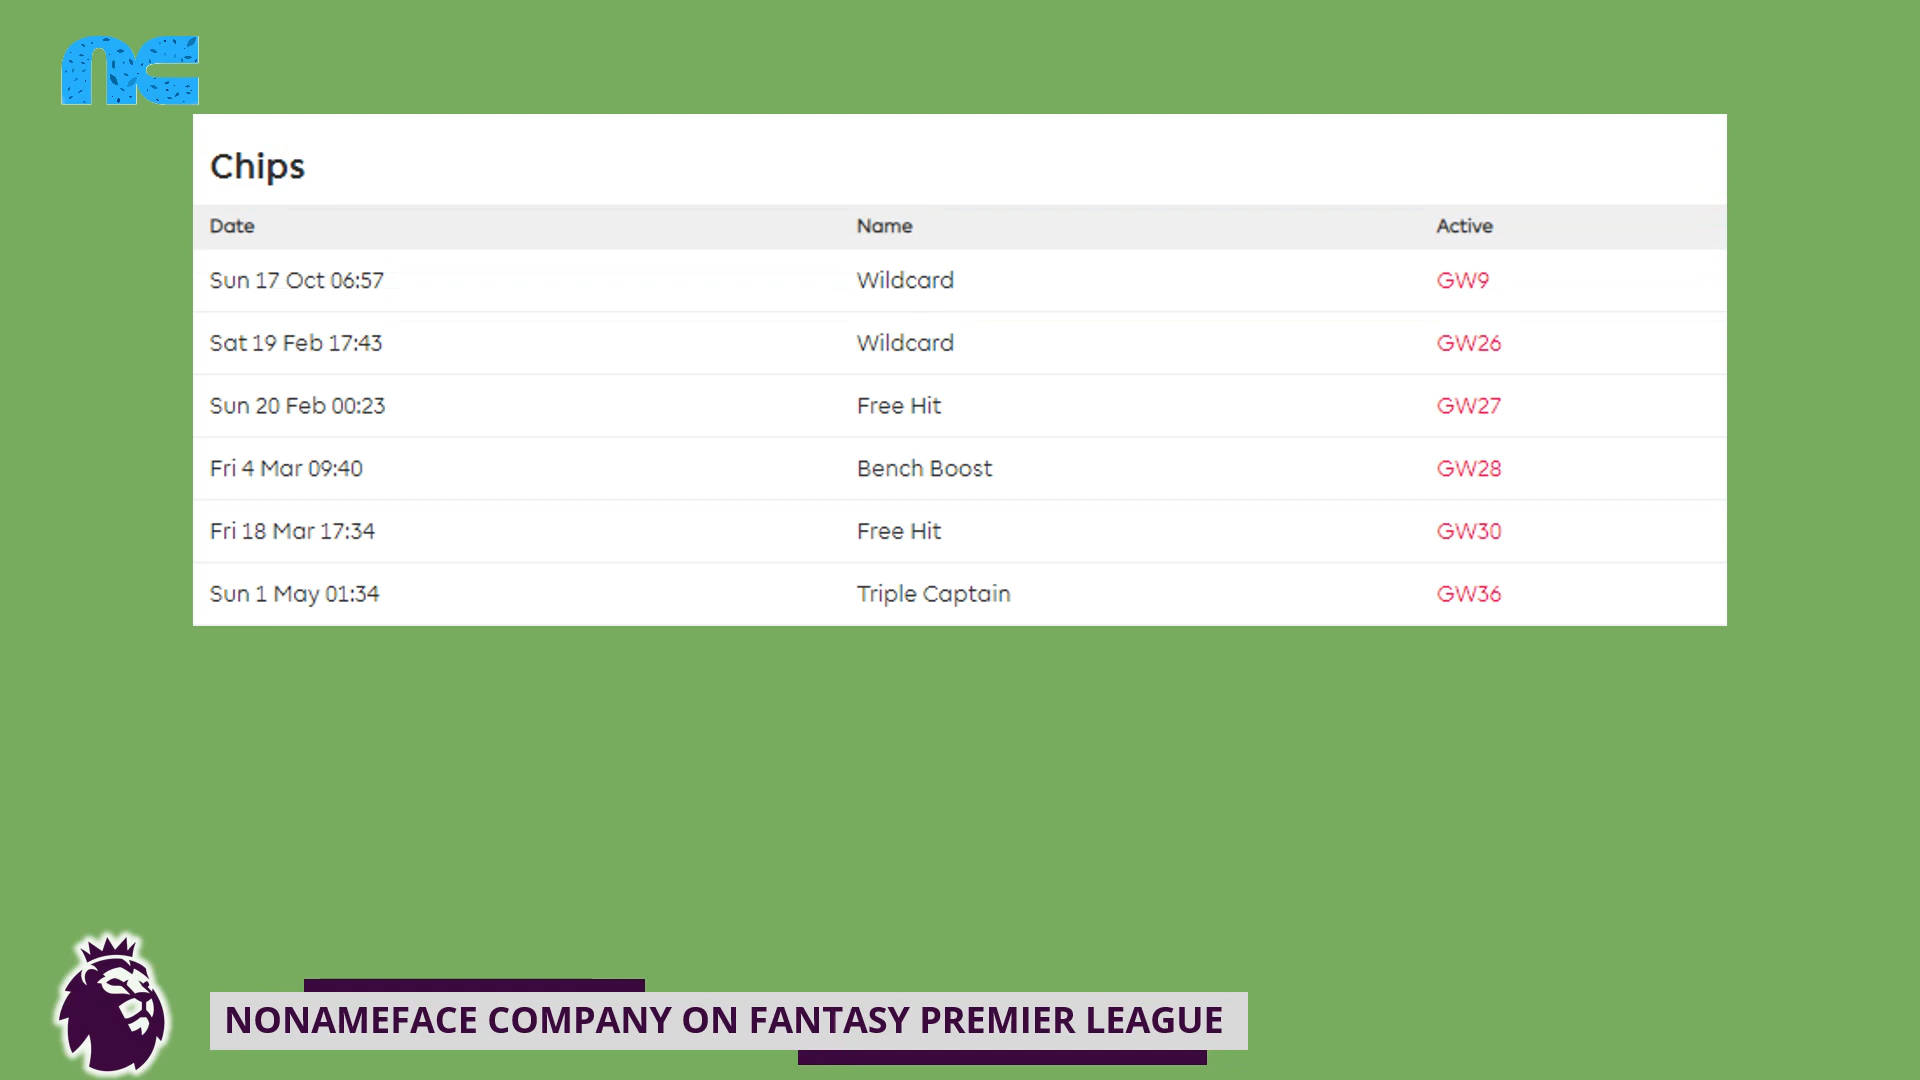 nc
Chips
Date Name Active
Sun 17 Oct 06:57 Wildcard GW9
Sat 19 Feb 17:43 Wildcard GW26
Sun 20 Feb 00:23 Free Hit GW27
Fri 4 Mar 09:40 Bench Boost GW28
Fri 18 Mar 17:34 Free Hit GW30
Sun 1 May 01:34 Triple Captain GW36
NONAMEFACE COMPANY ON FANTASY PREMIER LEAGUE